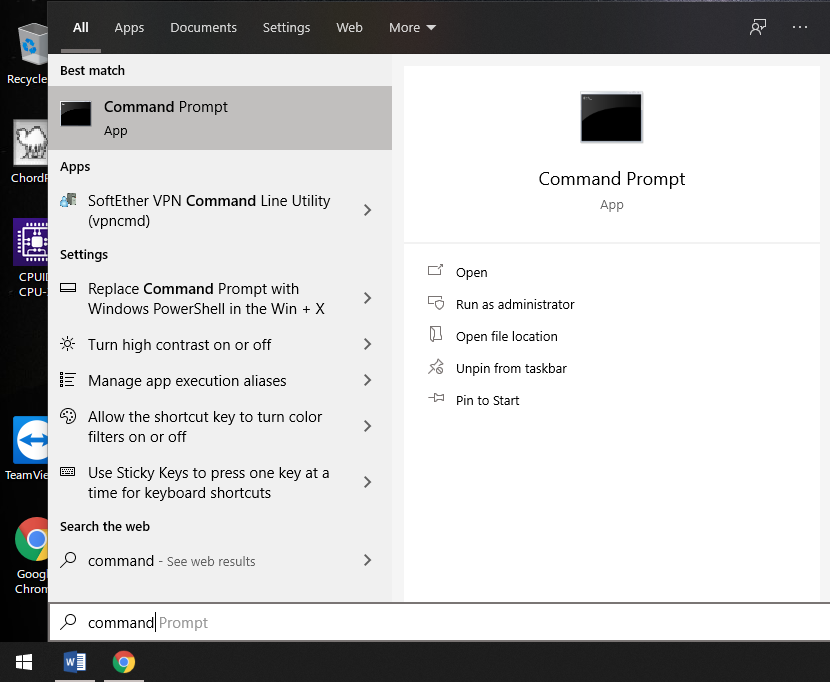 All Apps Documents Settings Web More
Recycle
Best match
Command Prompt
App
Apps
SoftEther VPN Command Line Utility
(vpncmd)
Settings
Replace Command Prompt with
Windows PowerShell in the Win + X
Turn high contrast on or off
Manage app execution aliases
Allow the shortcut key to turn color
filters on or off
Use Sticky Keys to press one key at a
time for keyboard shortcuts
Search the web
command - See web results
command Prompt
Command Prompt
App
Open
Run as administrator
Open file location
Unpin from taskbar
Pin to Start
CPUI
CPU-
TeamVie
Googl
Chrom